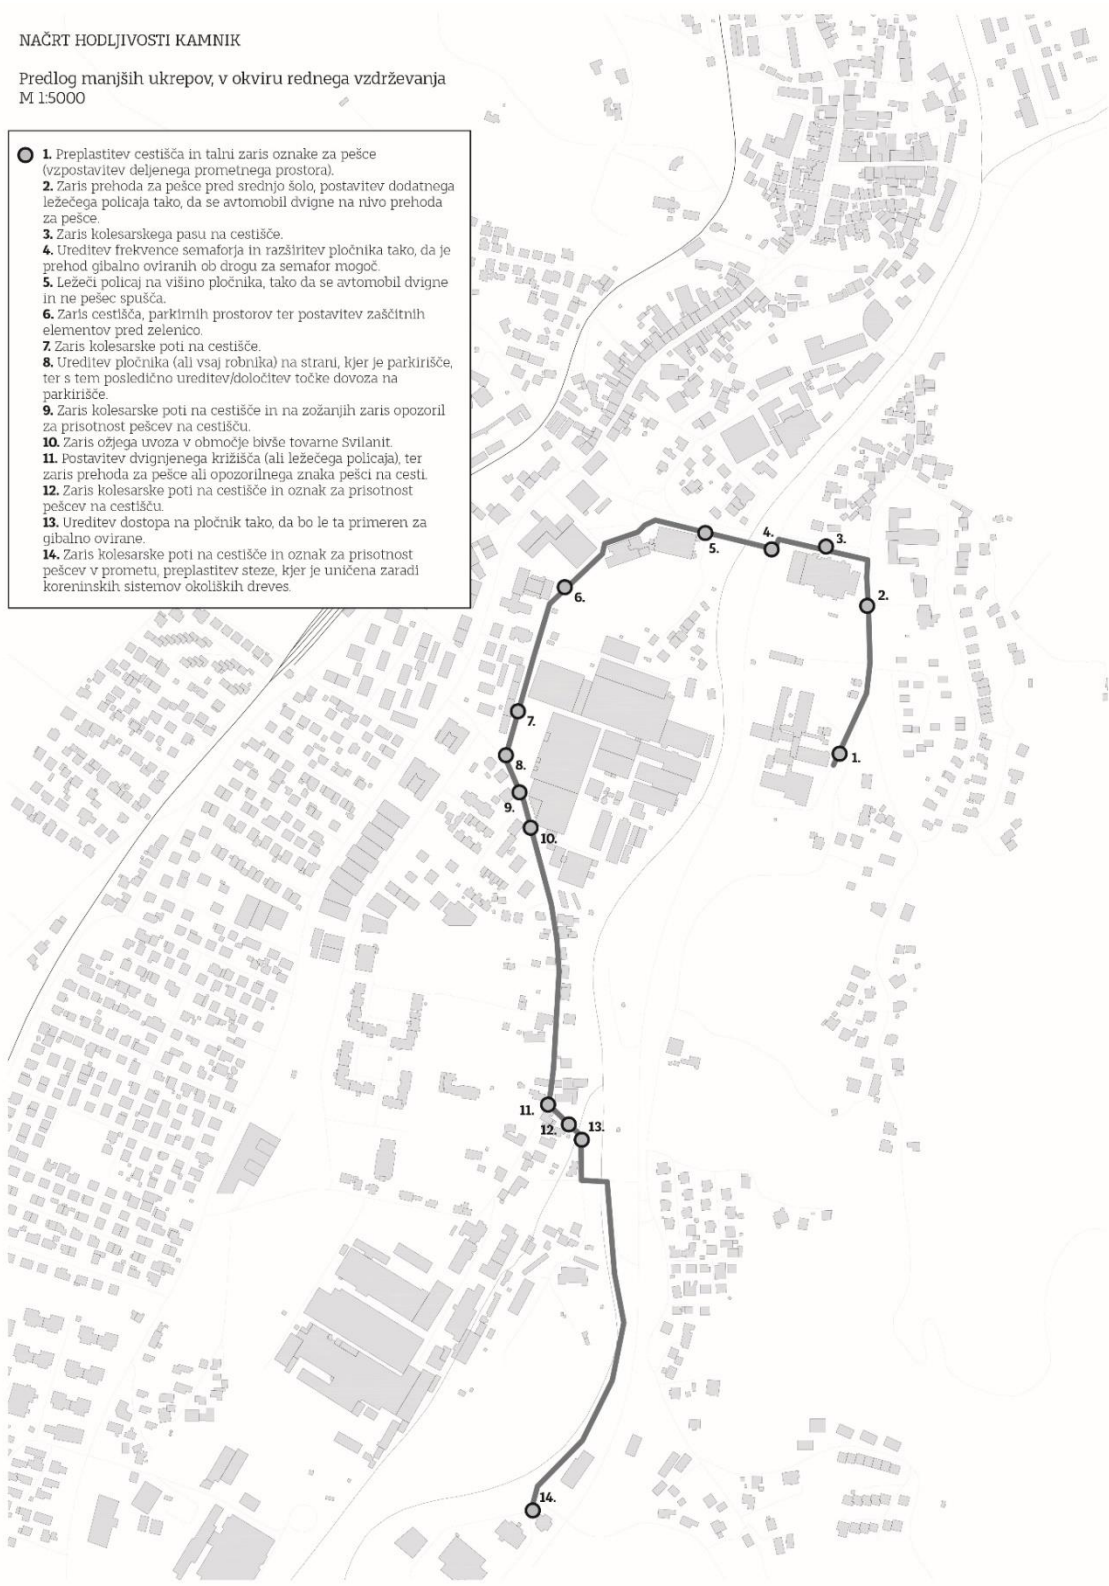 NAČRT HODLJIVOSTI KAMNIK
Predlog manjših ukrepov, v okviru rednega vzdrževanja
M 1:5000
1. Preplastitev cestišča in talni zaris oznake za pešce
(vzpostavitev deljenega prometnega prostora).
2. Zaris prehoda za pešce pred srednjo šolo, postavitev dodatnega
ležečega policaja tako, da se avtomobil dvigne na nivo prehoda
za pešce.
3. Zaris kolesarskega pasu na cestišče.
4. Ureditev frekvence semaforja in razširitev pločnika tako, da je
prehod gibalno oviranih ob drogu za semafor mogoč.
5. Ležeči policaj na višino pločnika, tako da se avtomobil dvigne
in ne pešec spušča.
6. Zaris cestišča, parkirnih prostorov ter postavitev zaščitnih
elementov pred zelenico.
7. Zaris kolesarske poti na cestišče.
8. Ureditev pločnika (ali vsaj robnika) na strani, kjer je parkirišče,
ter s tem posledično ureditev/določitev točke dovoza na
parkirišče.
9. Zaris kolesarske poti na cestišče in na zožanjih zaris opozoril
za prisotnost pešcev na cestišču.
10. Zaris ožjega uvoza v območje bivše tovarne Svilanit.
11. Postavitev dvignjenega križišča (ali ležečega policaja), ter
zaris prehoda za pešce ali opozorilnega znaka pešci na cesti.
12. Zaris kolesarske poti na cestišče in oznak za prisotnost
pešcev na cestišču.
13. Ureditev dostopa na pločnik tako, da bo le ta primeren za
gibalno ovirane.
14. Zaris kolesarske poti na cestišče in oznak za prisotnost
pešcev v prometu, preplastitev steze, kjer je uničena zaradi
koreninskih sistemov okoliških dreves.
5.
4.
3.
2.
6.
7.
1.
8.
9.
10.
11.
12.
13.
14.